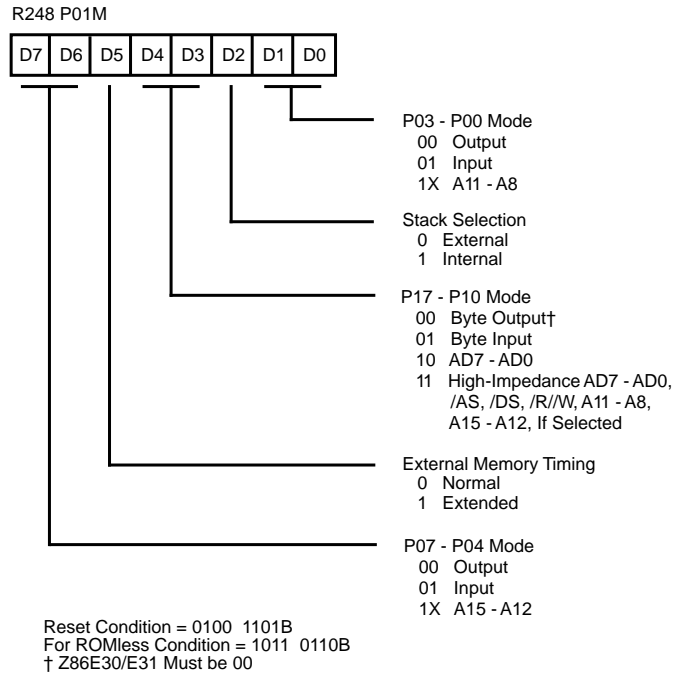 R248 P01M
D7 D6 D5 D4 D3 D2 D1 D0
P03 - P00 Mode
00 Output
01 Input
1X A11 - A8
Stack Selection
0 External
1 Internal
P17 - P10 Mode
00 Byte Output†
01 Byte Input
10 AD7 - AD0
11 High-Impedance AD7 - AD0,
/AS, /DS, /R//W, A11 - A8,
A15 - A12, If Selected
External Memory Timing
0 Normal
1 Extended
P07 - P04 Mode
00 Output
01 Input
1X A15 - A12
Reset Condition = 0100 1101B
For ROMless Condition = 1011 0110B
† Z86E30/E31 Must be 00